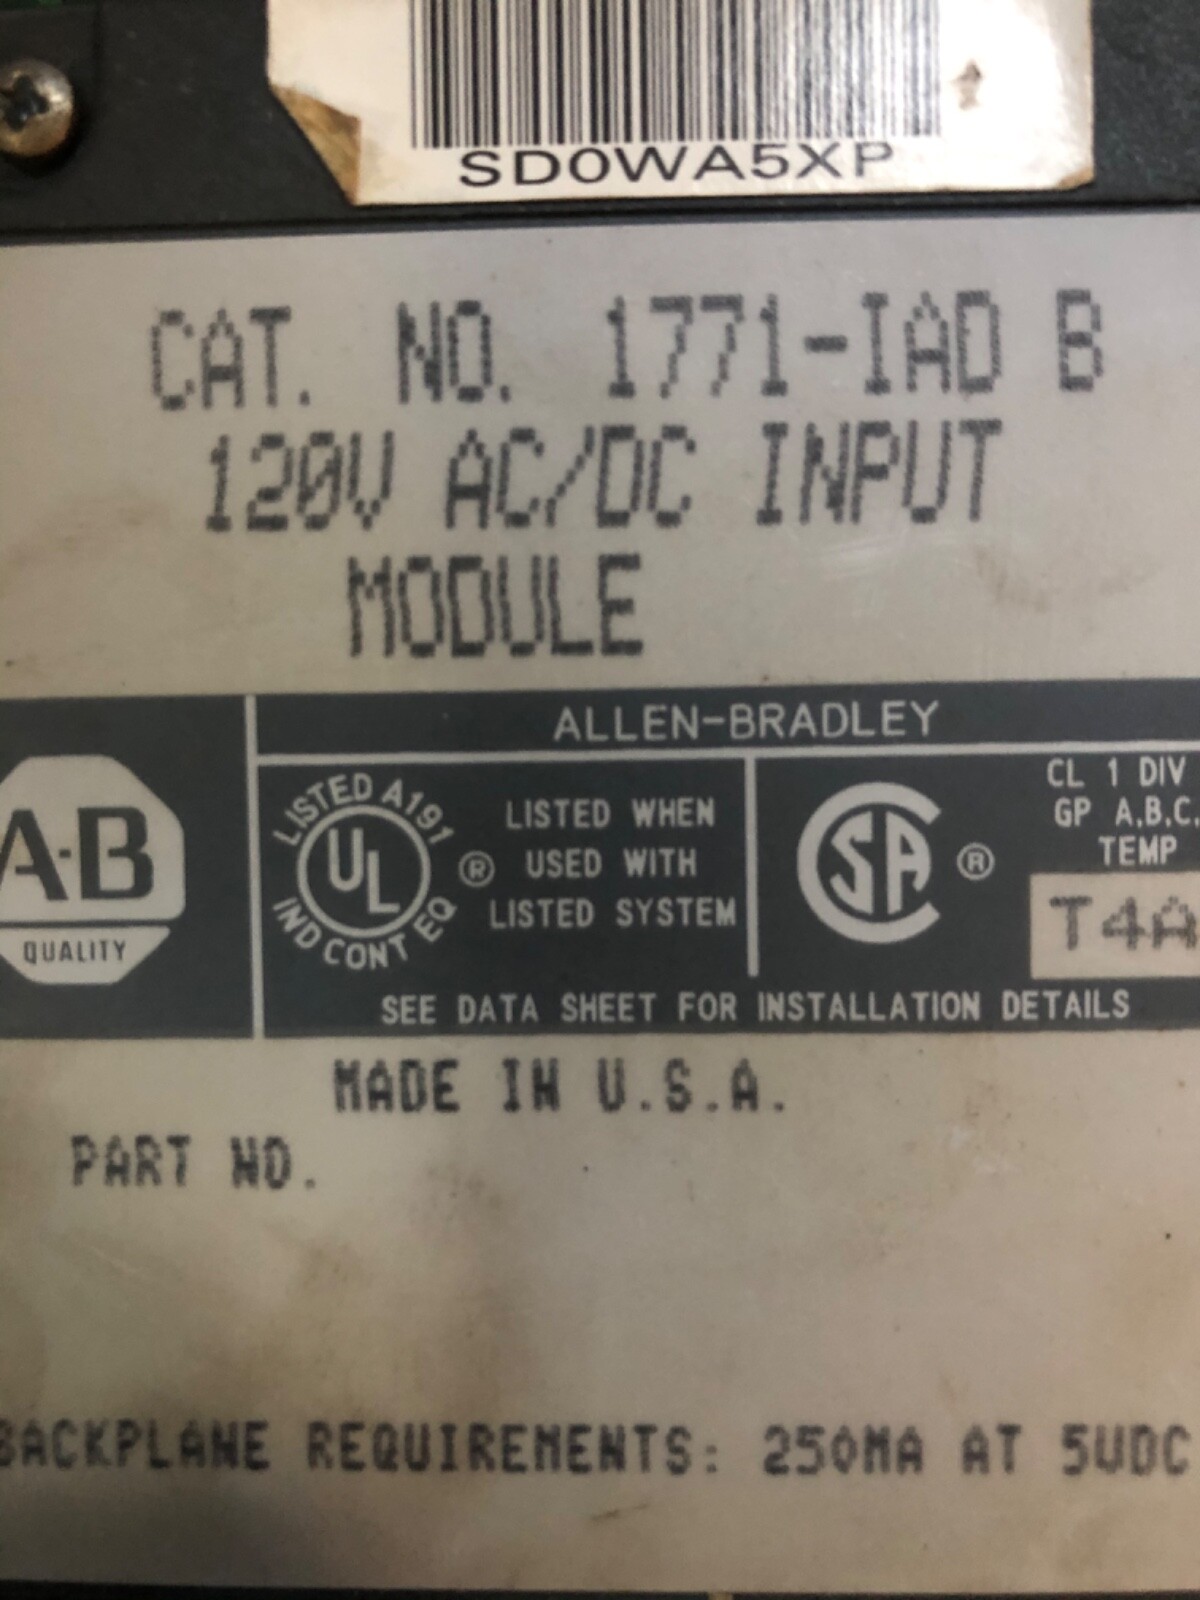 SD0WA5XP
CAT. NO. 1771-IAD B
120V AC/DC INPUT
MODULE
ALLEN-BRADLEY
A-B
QUALITY
LISTED A191
UL
IND CONT EQ
®
LISTED WHEN
USED WITH
LISTED SYSTEM
SA
®
CL 1 DIV
GP A,B,C,
TEMP
T4A
SEE DATA SHEET FOR INSTALLATION DETAILS
MADE IN U.S.A.
PART NO.
BACKPLANE REQUIREMENTS: 250MA AT 5VDC